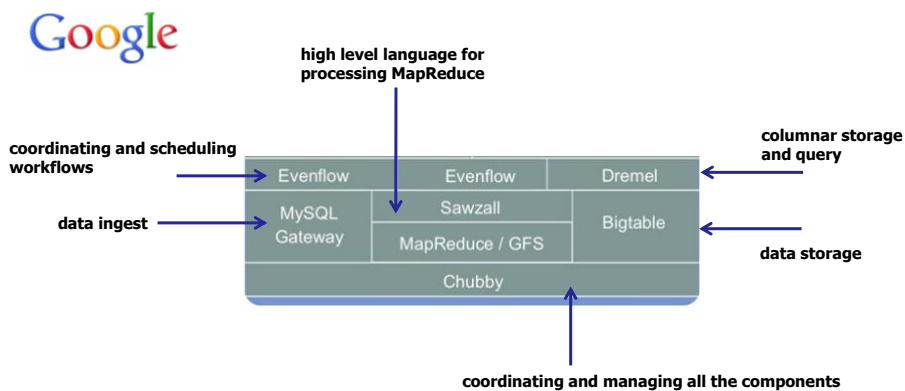 Google
high level language for
processing MapReduce
coordinating and scheduling
workflows
columnar storage
and query
Evenflow Evenflow Dremel
data ingest
MySQL
Gateway
Sawzall
MapReduce / GFS
Bigtable
data storage
Chubby
coordinating and managing all the components